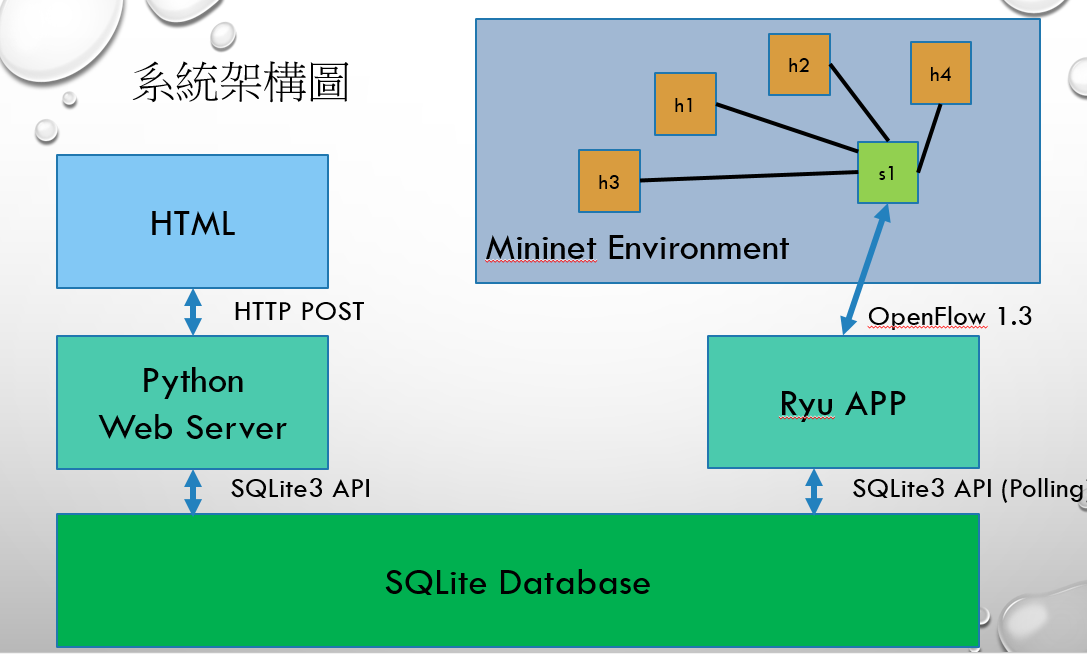 系統架構圖
HTML
HTTP POST
Python
Web Server
SQLite3 API
h1
h2
h4
h3
s1
Mininet Environment
OpenFlow 1.3
Ryu APP
SQLite3 API (Polling
SQLite Database